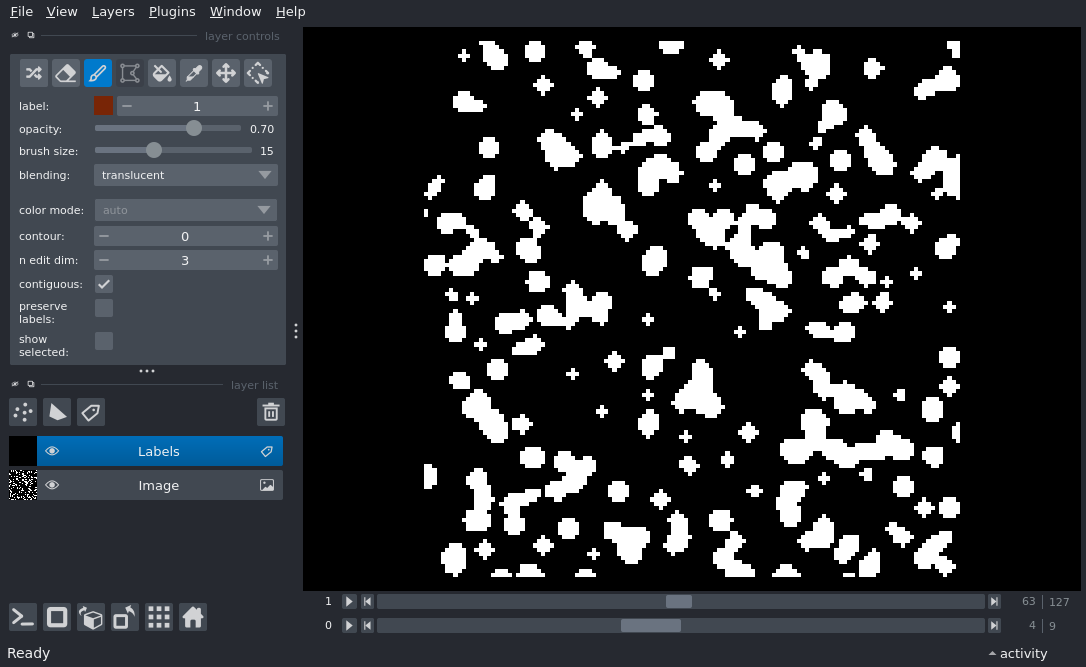 File View Layers Plugins Window Help
layer controls
label: 1
opacity: 0.70
brush size: 15
blending: translucent
color mode: auto
contour: 0
n edit dim: 3
contiguous:
preserve
labels:
show
selected:
layer list
Labels
Image
1 63 127
0 4 9
Ready
activity